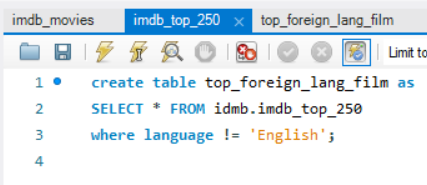 imdb_movies imdb_top_250 top_foreign_lang_film
Limit to
1 create table top_foreign_lang_film as
2 SELECT * FROM idmb.imdb_top_250
3 where language != 'English';
4